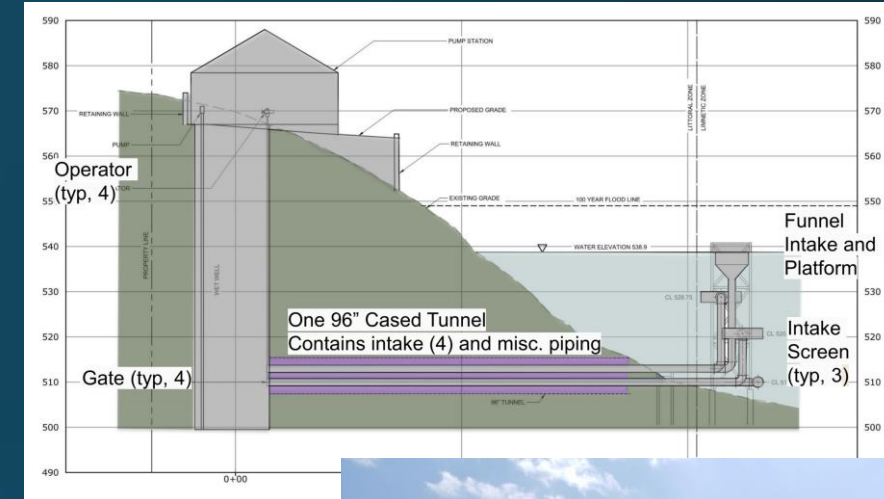 590
590
580
580
570
570
560
560
550
550
540
540
530
530
520
520
510
510
500
500
490
490
0+00
PUMP STATION
RETAINING WALL
PROPOSED GRADE
PUMP
RETAINING WALL
Operator
(typ, 4)
EXISTING GRADE
100 YEAR FLOOD LINE
LITTORAL ZONE
LIMNETIC ZONE
PROPERTY LINE
WET WELL
WATER ELEVATION 538.9
Funnel
Intake and
Platform
CL 528.75
One 96" Cased Tunnel
Contains intake (4) and misc. piping
Intake
Screen
(typ, 3)
Gate (typ, 4)
96" TUNNEL